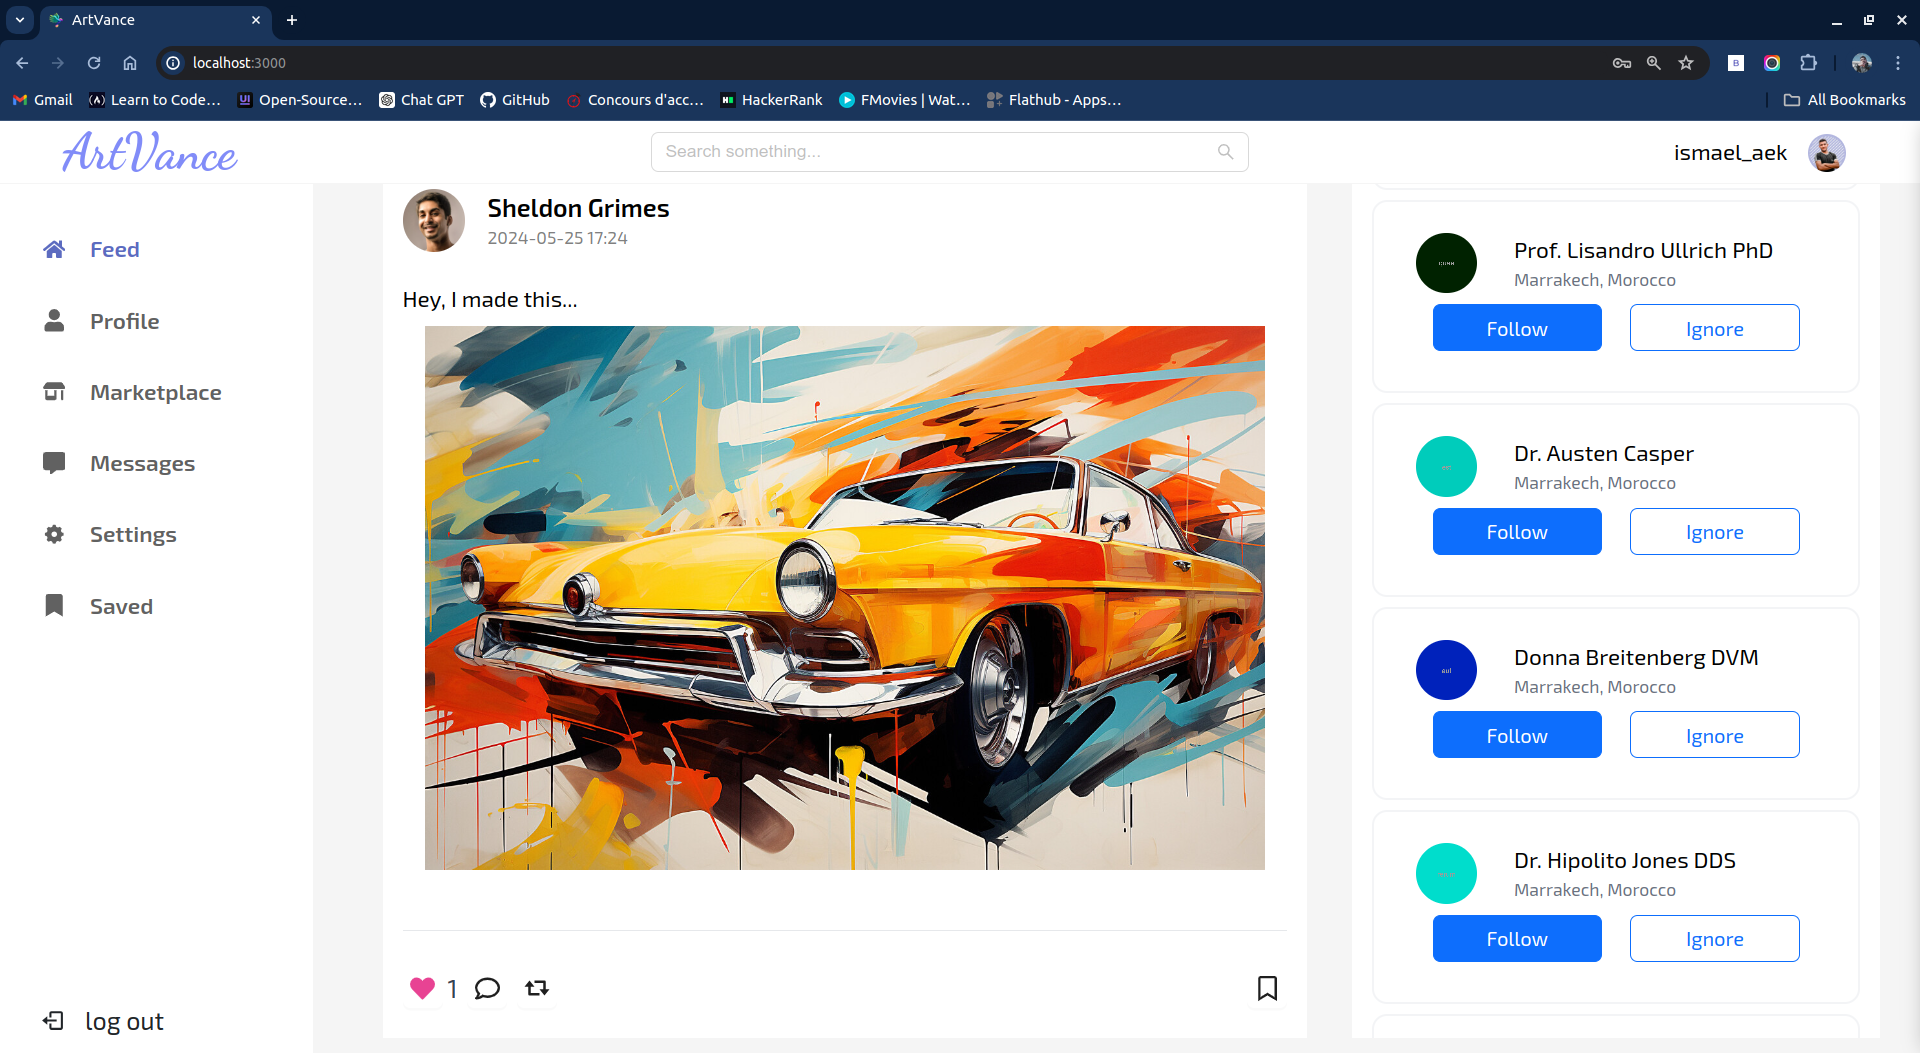 ArtVance
localhost:3000
Gmail
Learn to Code...
Open-Source...
Chat GPT
GitHub
Concours d'acc...
HackerRank
FMovies | Wat...
Flathub - Apps...
All Bookmarks
ArtVance
Search something...
ismael_aek
Feed
Profile
Marketplace
Messages
Settings
Saved
log out
Sheldon Grimes
2024-05-25 17:24
Hey, I made this...
1
Prof. Lisandro Ullrich PhD
Marrakech, Morocco
Follow Ignore
Dr. Austen Casper
Marrakech, Morocco
Follow Ignore
Donna Breitenberg DVM
Marrakech, Morocco
Follow Ignore
Dr. Hipolito Jones DDS
Marrakech, Morocco
Follow Ignore